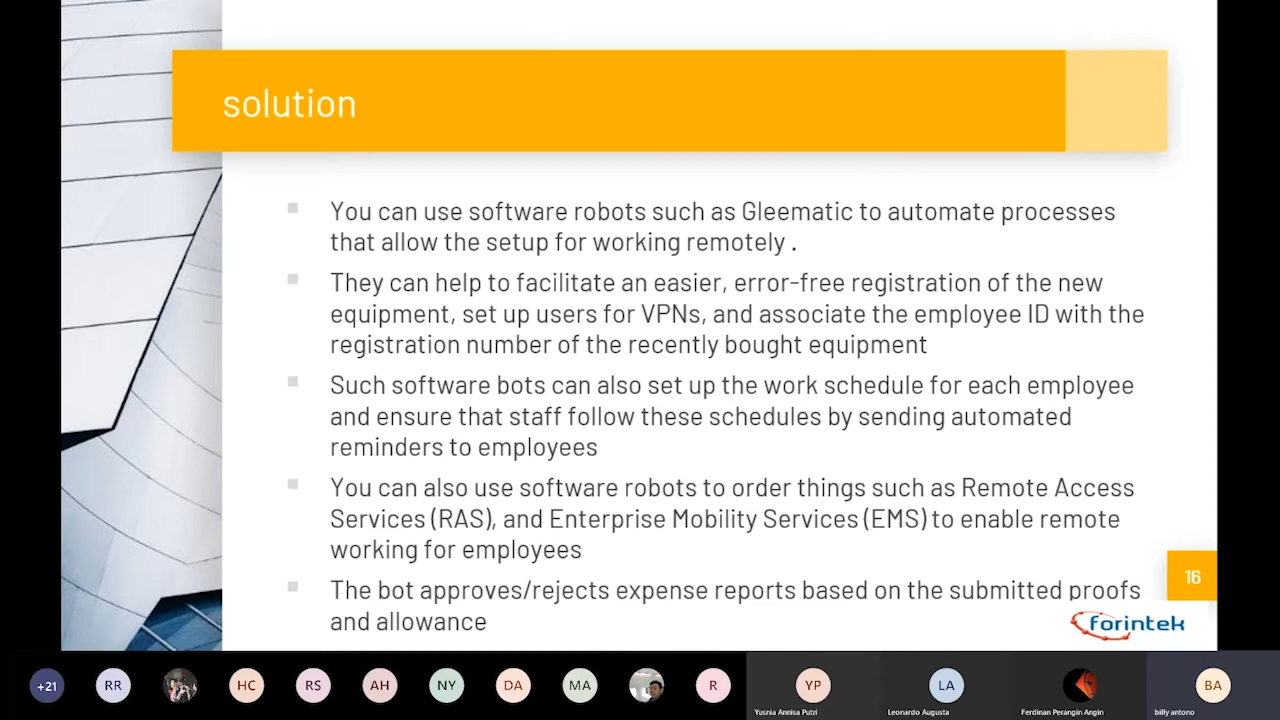 solution
You can use software robots such as Gleematic to automate processes
that allow the setup for working remotely .
They can help to facilitate an easier, error-free registration of the new
equipment, set up users for VPNs, and associate the employee ID with the
registration number of the recently bought equipment
Such software bots can also set up the work schedule for each employee
and ensure that staff follow these schedules by sending automated
reminders to employees
You can also use software robots to order things such as Remote Access
Services (RAS), and Enterprise Mobility Services (EMS) to enable remote
working for employees
The bot approves/rejects expense reports based on the submitted proofs
and allowance
16
forintek
+21 RR HC RS AH NY DA MA R YP LA BA
Yusnia Annisa Putri Leonardo Augusta Ferdinan Perangin Angin billy antono